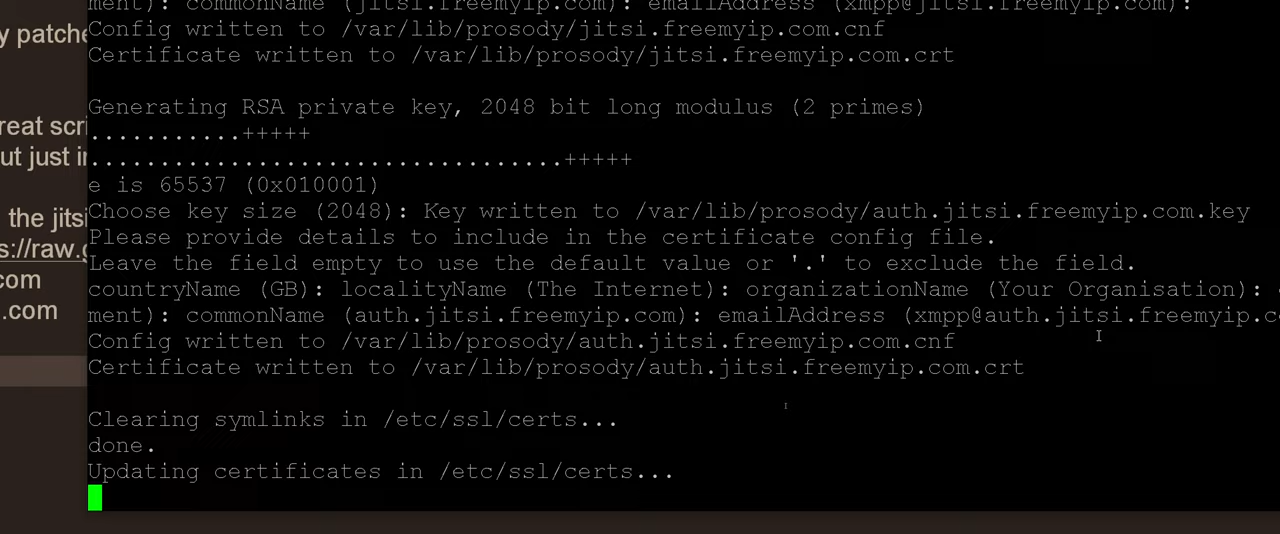 ment): commonName (jitsi.freemyip.com): emailAddress (xmpp@jitsi.freemyip.com):
y patche
Config written to /var/lib/prosody/jitsi.freemyip.com.cnf
Certificate written to /var/lib/prosody/jitsi.freemyip.com.crt
Generating RSA private key, 2048 bit long modulus (2 primes)
reat scri
...........+++++
ut just i
.................................+++++
e is 65537 (0x010001)
the jitsi
Choose key size (2048): Key written to /var/lib/prosody/auth.jitsi.freemyip.com.key
Please provide details to include in the certificate config file.
s://raw.
Leave the field empty to use the default value or '.' to exclude the field.
com
countryName (GB): localityName (The Internet): organizationName (Your Organisation):
.com
ment): commonName (auth.jitsi.freemyip.com): emailAddress (xmpp@auth.jitsi.freemyip.c
Config written to /var/lib/prosody/auth.jitsi.freemyip.com.cnf
Certificate written to /var/lib/prosody/auth.jitsi.freemyip.com.crt
Clearing symlinks in /etc/ssl/certs...
done.
Updating certificates in /etc/ssl/certs...